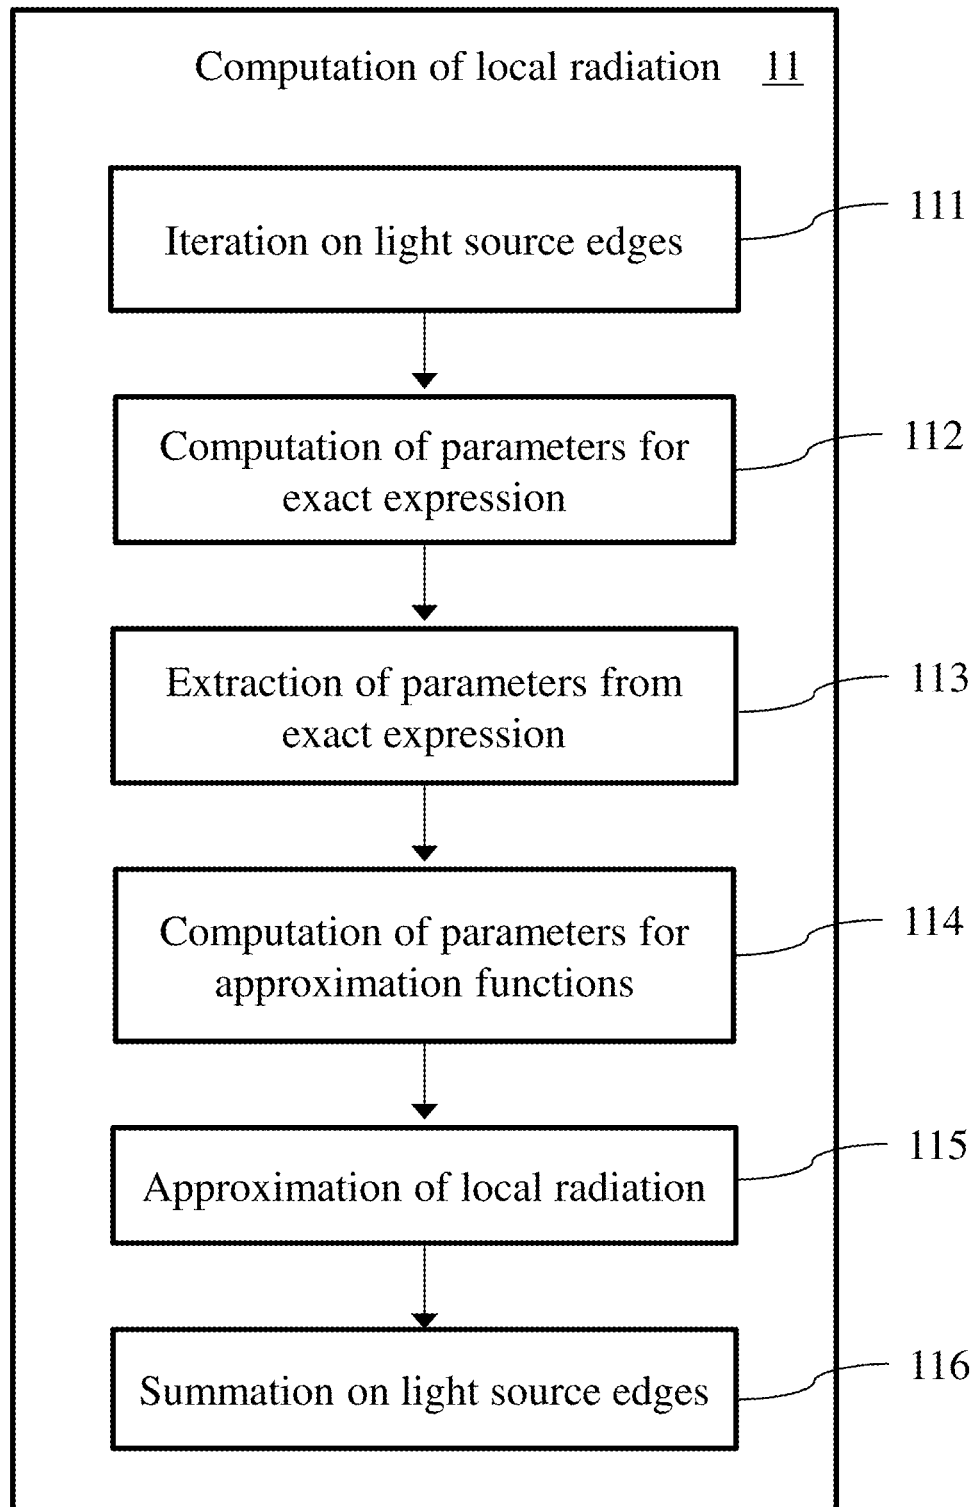 Computation of local radiation 11
Iteration on light source edges
111
Computation of parameters for
exact expression
112
Extraction of parameters from
exact expression
113
Computation of parameters for
approximation functions
114
Approximation of local radiation
115
Summation on light source edges
116